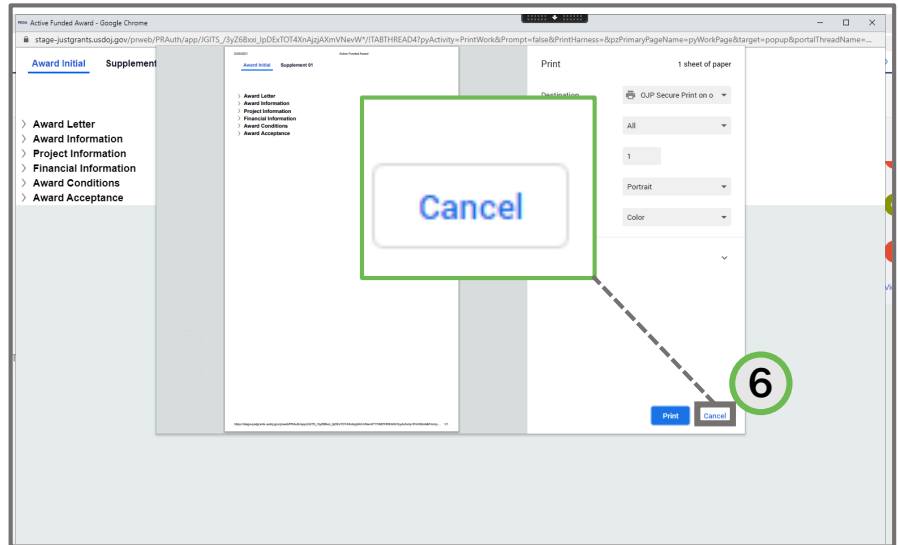 Active Funded Award - Google Chrome
stage-justgrants.usdoj.gov/prweb/PRAuth/app/JGITS_/3yZ6Bxxi_IpDExTOT4XnAjzjAXmVNevW*/!TABTHREAD4?pyActivity=PrintWork&Prompt=false&PrintHarness=&pzPrimaryPageName=pyWorkPage&target=popup&portalThreadName=...
Award Initial Supplement
> Award Letter
> Award Information
> Project Information
> Financial Information
> Award Conditions
> Award Acceptance
Active Funded Award
Award Initial Supplement 01
> Award Letter
> Award Information
> Project Information
> Financial Information
> Award Conditions
> Award Acceptance
1/1
Print 1 sheet of paper
Destination OJP Secure Print on o
All
1
Portrait
Color
Cancel
6
Print Cancel